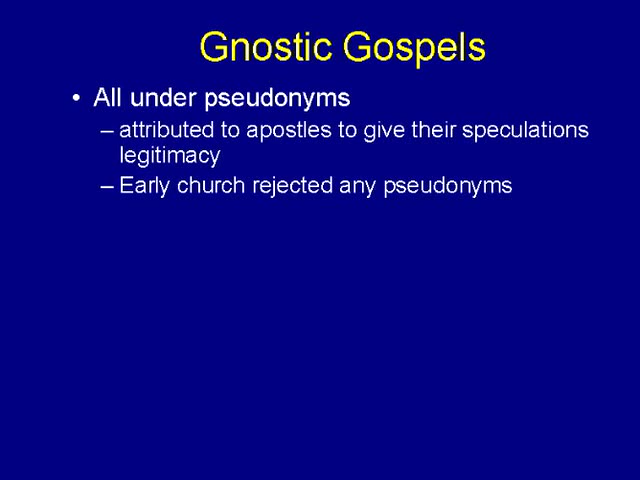 Gnostic Gospels
• All under pseudonyms
– attributed to apostles to give their speculations
legitimacy
– Early church rejected any pseudonyms